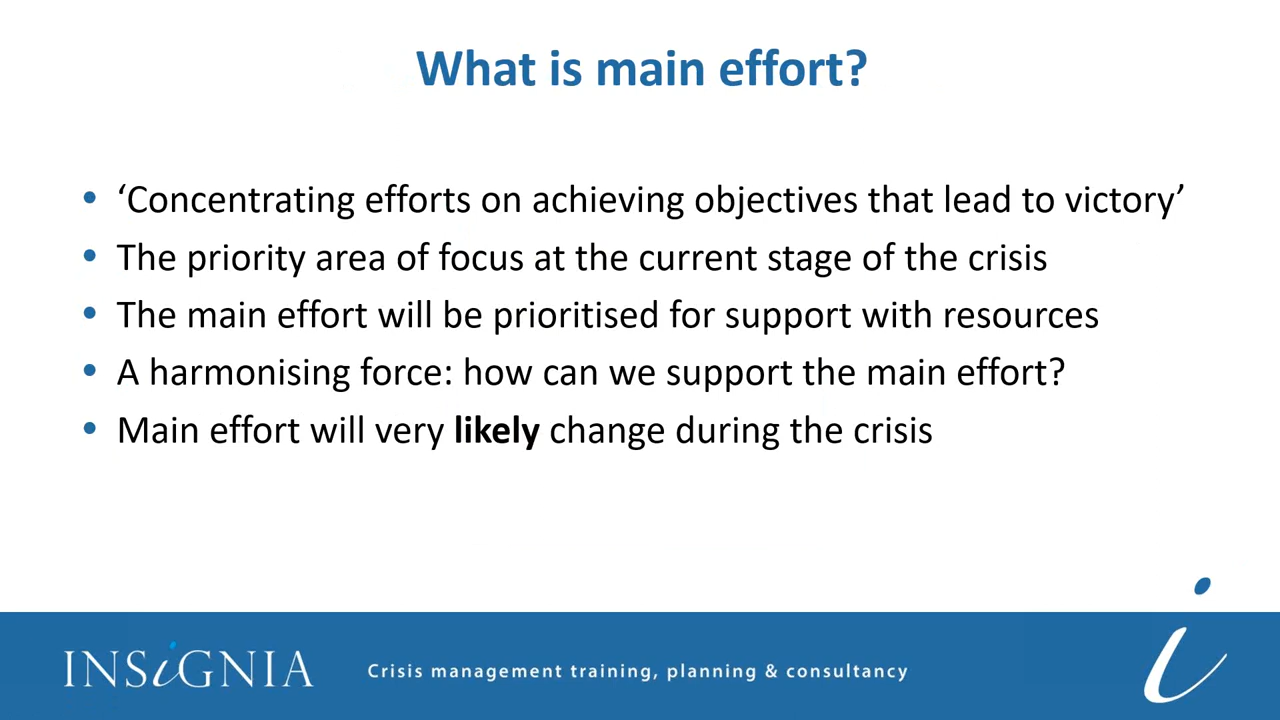 What is main effort?
• ‘Concentrating efforts on achieving objectives that lead to victory’
• The priority area of focus at the current stage of the crisis
• The main effort will be prioritised for support with resources
• A harmonising force: how can we support the main effort?
• Main effort will very likely change during the crisis
INSiGNIA Crisis management training, planning & consultancy i